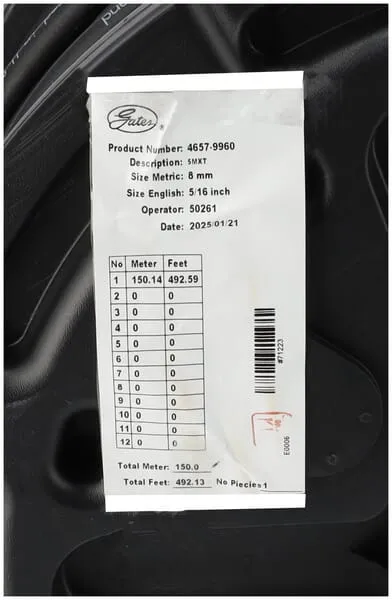 Gates®
Product Number: 4657-9960
Description: 5MXT
Size Metric: 8 mm
Size English: 5/16 inch
Operator: 50261
Date: 2025/01/21
No Meter Feet
1 150.14 492.59
2 0 0
3 0 0
4 0 0
5 0 0
6 0 0
7 0 0
8 0 0
9 0 0
10 0 0
11 0 0
12 0 0
#71223
E0006
Total Meter: 150.0
Total Feet: 492.13 No Piecies 1